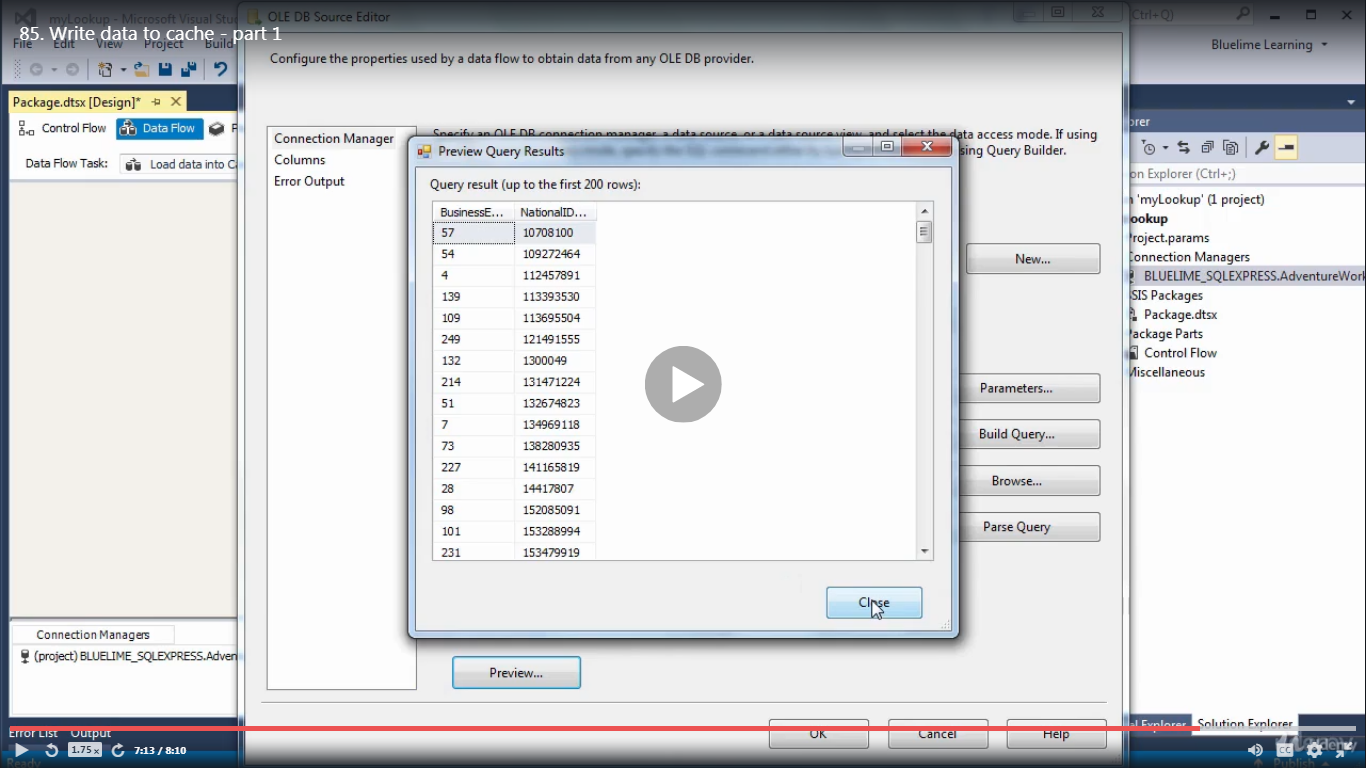 myLookup - Microsoft Visual Stud
OLE DB Source Editor
Ctrl+Q)
85. Write data to cache - part 1
File Edit View Project Build
Bluelime Learning
Configure the properties used by a data flow to obtain data from any OLE DB provider.
Package.dtsx [Design]*
Control Flow
Data Flow
P
Data Flow Task:
Load data into Ca
Connection Manager
Columns
Error Output
Specify an OLE DB connection manager, a data source, or a data source view, and select the data access mode. If using
sing Query Builder.
Preview Query Results
Query result (up to the first 200 rows):
BusinessE... NationalID...
57 10708100
54 109272464
4 112457891
139 113393530
109 113695504
249 121491555
132 1300049
214 131471224
51 132674823
7 134969118
73 138280935
227 141165819
28 14417807
98 152085091
101 153288994
231 153479919
Close
New...
Parameters...
Build Query...
Browse...
Parse Query
Preview...
OK
Cancel
Help
orer
on Explorer (Ctrl+;)
n 'myLookup' (1 project)
ookup
Project.params
Connection Managers
BLUELIME_SQLEXPRESS.AdventureWork
SSIS Packages
Package.dtsx
Package Parts
Control Flow
Miscellaneous
Connection Managers
(project) BLUELIME_SQLEXPRESS.Adven
Error List Output
al Explorer
Solution Explorer
1.75x
7:13 / 8:10
CC
Ready
Publish